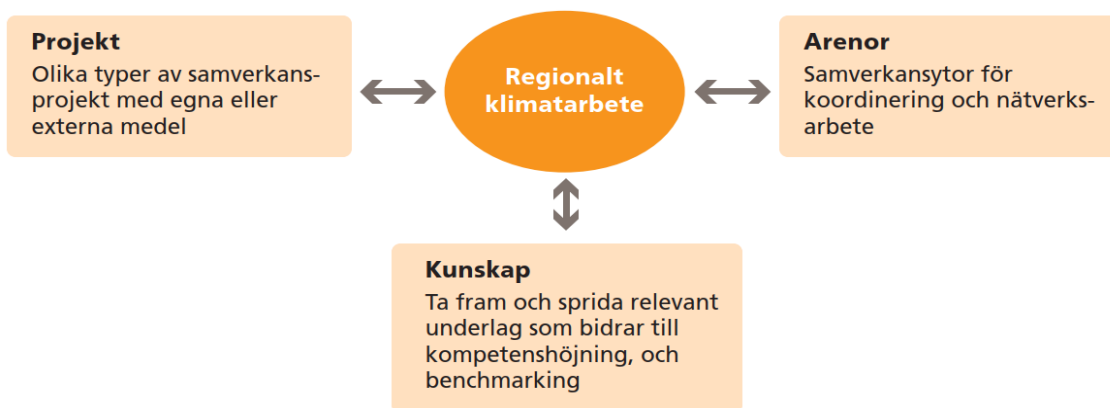 Projekt
Olika typer av samverkans-
projekt med egna eller
externa medel
Regionalt
klimatarbete
Arenor
Samverkansytor för
koordinering och nätverks-
arbete
Kunskap
Ta fram och sprida relevant
underlag som bidrar till
kompetenshöjning, och
benchmarking